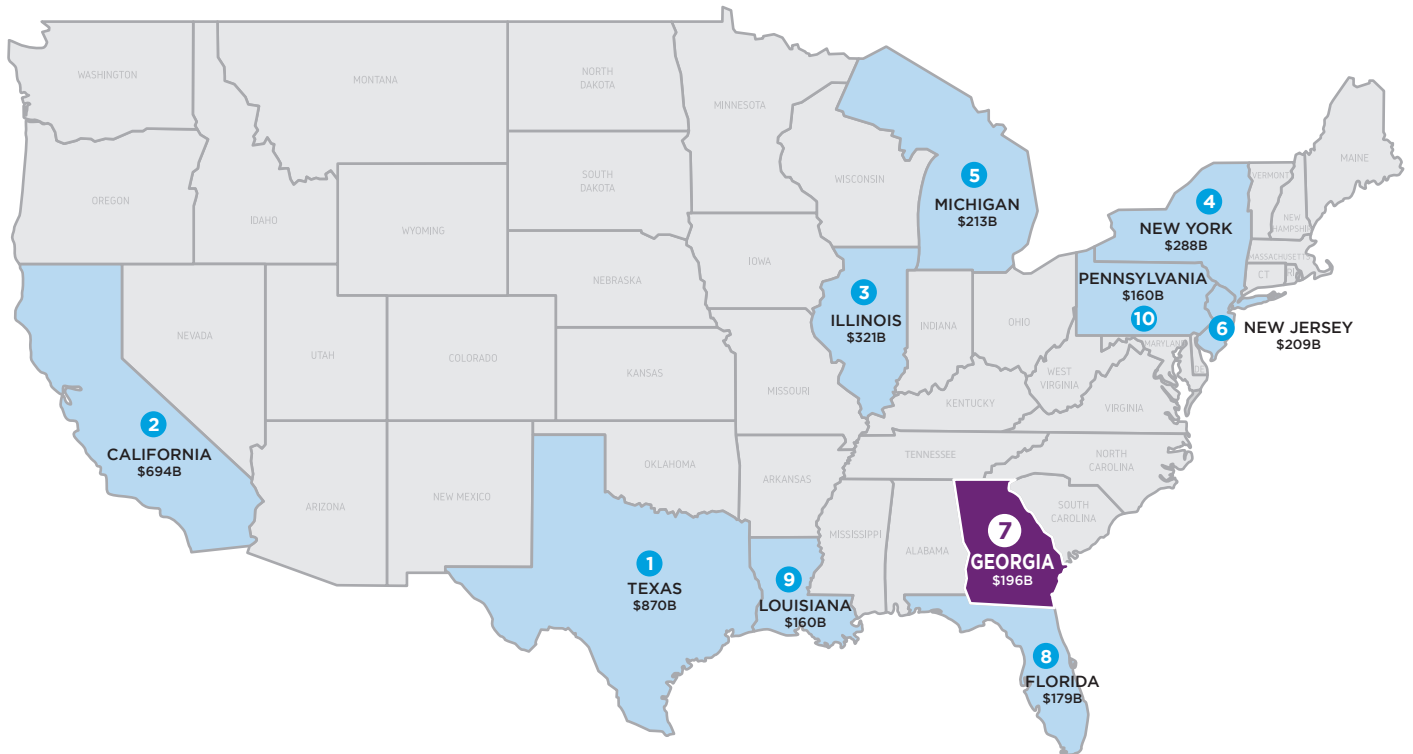 WASHINGTON
MONTANA
NORTH
DAKOTA
MINNESOTA
MAINE
OREGON
IDAHO
WYOMING
SOUTH
DAKOTA
WISCONSIN
5
MICHIGAN
$213B
VERMONT
NEW
HAMPSHIRE
4
NEW YORK
$288B
MASSACHUSETTS
CT
RI
NEBRASKA
IOWA
3
ILLINOIS
$321B
INDIANA
OHIO
PENNSYLVANIA
$160B
10
6
NEW JERSEY
$209B
NEVADA
UTAH
COLORADO
KANSAS
MISSOURI
KENTUCKY
WEST
VIRGINIA
VIRGINIA
MARYLAND
DE
2
CALIFORNIA
$694B
ARIZONA
NEW MEXICO
OKLAHOMA
ARKANSAS
TENNESSEE
NORTH
CAROLINA
SOUTH
CAROLINA
MISSISSIPPI
ALABAMA
7
GEORGIA
$196B
1
TEXAS
$870B
9
LOUISIANA
$160B
8
FLORIDA
$179B